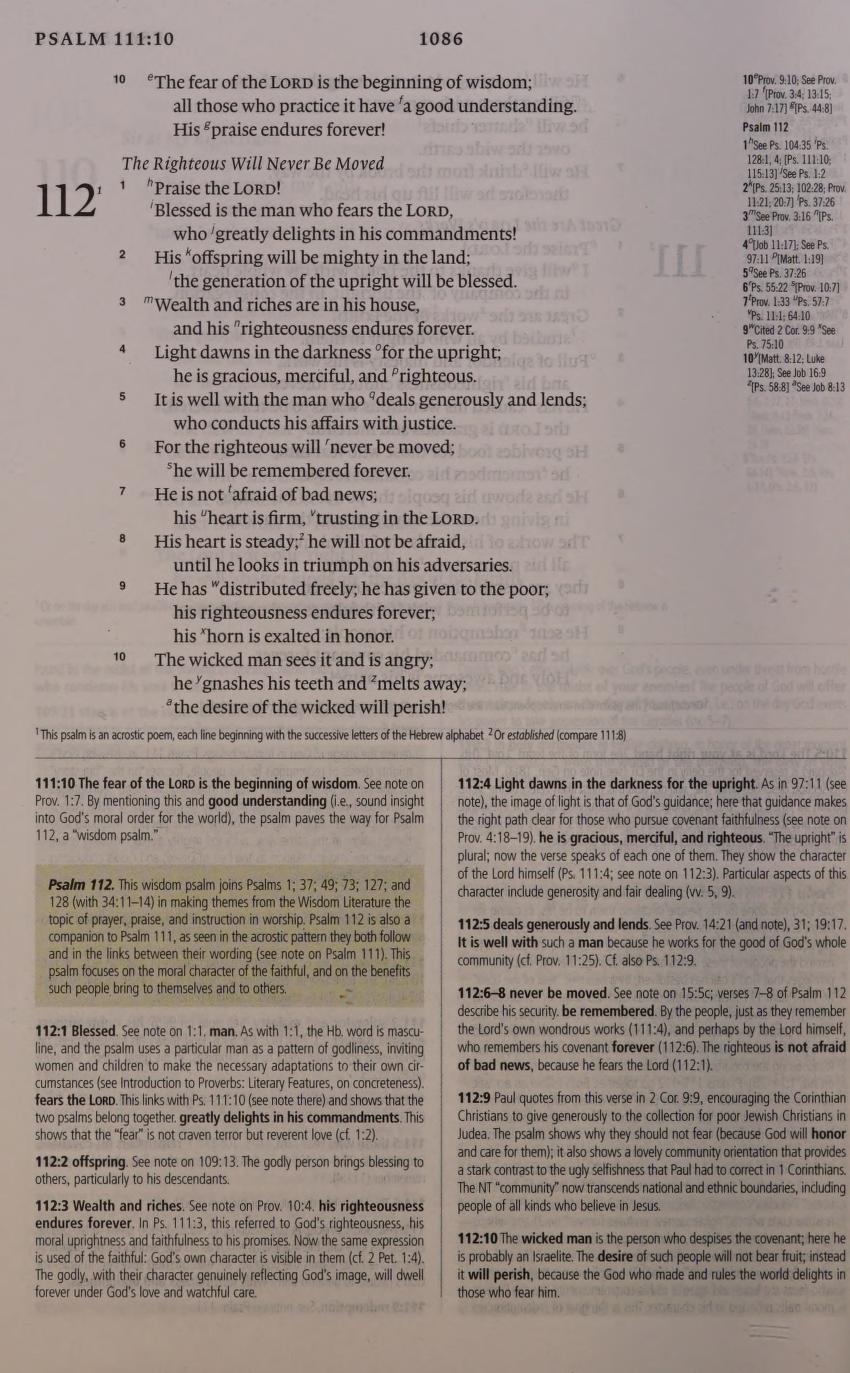 PSALM 111:10
1086
10 eThe fear of the LORD is the beginning of wisdom;
all those who practice it have fa good understanding.
His gpraise endures forever!
The Righteous Will Never Be Moved
112¹ 1 hPraise the LORD!
iBlessed is the man who fears the LORD,
who jgreatly delights in his commandments!
2 His koffspring will be mighty in the land;
lthe generation of the upright will be blessed.
3 mWealth and riches are in his house,
and his nrighteousness endures forever.
4 Light dawns in the darkness ofor the upright;
he is gracious, merciful, and prighteous.
5 It is well with the man who qdeals generously and lends;
who conducts his affairs with justice.
6 For the righteous will rnever be moved;
she will be remembered forever.
7 He is not tafraid of bad news;
his uheart is firm, vtrusting in the LORD.
8 His heart is steady;² he will not be afraid,
until he looks in triumph on his adversaries.
9 He has wdistributed freely; he has given to the poor;
his righteousness endures forever;
his xhorn is exalted in honor.
10 The wicked man sees it and is angry;
he ygnashes his teeth and zmelts away;
athe desire of the wicked will perish!
10 eProv. 9:10; See Prov.
1:7 f[Prov. 3:4; 13:15;
John 7:17] g[Ps. 44:8]
Psalm 112
1 hSee Ps. 104:35 iPs.
128:1, 4; [Ps. 111:10;
115:13] jSee Ps. 1:2
2 k[Ps. 25:13; 102:28; Prov.
11:21; 20:7] lPs. 37:26
3 mSee Prov. 3:16 n[Ps.
111:3]
4 o[Job 11:17]; See Ps.
97:11 p[Matt. 1:19]
5 qSee Ps. 37:26
6 rPs. 55:22 s[Prov. 10:7]
7 tProv. 1:33 uPs. 57:7
vPs. 11:1; 64:10
9 wCited 2 Cor. 9:9 xSee
Ps. 75:10
10 y[Matt. 8:12; Luke
13:28]; See Job 16:9
z[Ps. 58:8] aSee Job 8:13
¹ This psalm is an acrostic poem, each line beginning with the successive letters of the Hebrew alphabet ² Or established (compare 111:8)
111:10 The fear of the LORD is the beginning of wisdom. See note on
Prov. 1:7. By mentioning this and good understanding (i.e., sound insight
into God's moral order for the world), the psalm paves the way for Psalm
112, a "wisdom psalm."
Psalm 112. This wisdom psalm joins Psalms 1; 37; 49; 73; 127; and
128 (with 34:11–14) in making themes from the Wisdom Literature the
topic of prayer, praise, and instruction in worship. Psalm 112 is also a
companion to Psalm 111, as seen in the acrostic pattern they both follow
and in the links between their wording (see note on Psalm 111). This
psalm focuses on the moral character of the faithful, and on the benefits
such people bring to themselves and to others.
112:1 Blessed. See note on 1:1. man. As with 1:1, the Hb. word is mascu-
line, and the psalm uses a particular man as a pattern of godliness, inviting
women and children to make the necessary adaptations to their own cir-
cumstances (see Introduction to Proverbs: Literary Features, on concreteness).
fears the LORD. This links with Ps. 111:10 (see note there) and shows that the
two psalms belong together. greatly delights in his commandments. This
shows that the "fear" is not craven terror but reverent love (cf. 1:2).
112:2 offspring. See note on 109:13. The godly person brings blessing to
others, particularly to his descendants.
112:3 Wealth and riches. See note on Prov. 10:4. his righteousness
endures forever. In Ps. 111:3, this referred to God's righteousness, his
moral uprightness and faithfulness to his promises. Now the same expression
is used of the faithful: God's own character is visible in them (cf. 2 Pet. 1:4).
The godly, with their character genuinely reflecting God's image, will dwell
forever under God's love and watchful care.
112:4 Light dawns in the darkness for the upright. As in 97:11 (see
note), the image of light is that of God's guidance; here that guidance makes
the right path clear for those who pursue covenant faithfulness (see note on
Prov. 4:18–19). he is gracious, merciful, and righteous. "The upright" is
plural; now the verse speaks of each one of them. They show the character
of the Lord himself (Ps. 111:4; see note on 112:3). Particular aspects of this
character include generosity and fair dealing (vv. 5, 9).
112:5 deals generously and lends. See Prov. 14:21 (and note), 31; 19:17.
It is well with such a man because he works for the good of God's whole
community (cf. Prov. 11:25). Cf. also Ps. 112:9.
112:6–8 never be moved. See note on 15:5c; verses 7–8 of Psalm 112
describe his security. be remembered. By the people, just as they remember
the Lord's own wondrous works (111:4), and perhaps by the Lord himself,
who remembers his covenant forever (112:6). The righteous is not afraid
of bad news, because he fears the Lord (112:1).
112:9 Paul quotes from this verse in 2 Cor. 9:9, encouraging the Corinthian
Christians to give generously to the collection for poor Jewish Christians in
Judea. The psalm shows why they should not fear (because God will honor
and care for them); it also shows a lovely community orientation that provides
a stark contrast to the ugly selfishness that Paul had to correct in 1 Corinthians.
The NT "community" now transcends national and ethnic boundaries, including
people of all kinds who believe in Jesus.
112:10 The wicked man is the person who despises the covenant; here he
is probably an Israelite. The desire of such people will not bear fruit; instead
it will perish, because the God who made and rules the world delights in
those who fear him.